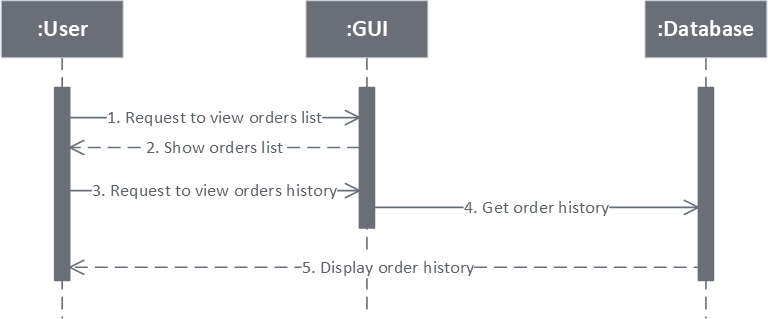 :User
:GUI
:Database
1. Request to view orders list
2. Show orders list
3. Request to view orders history
4. Get order history
5. Display order history